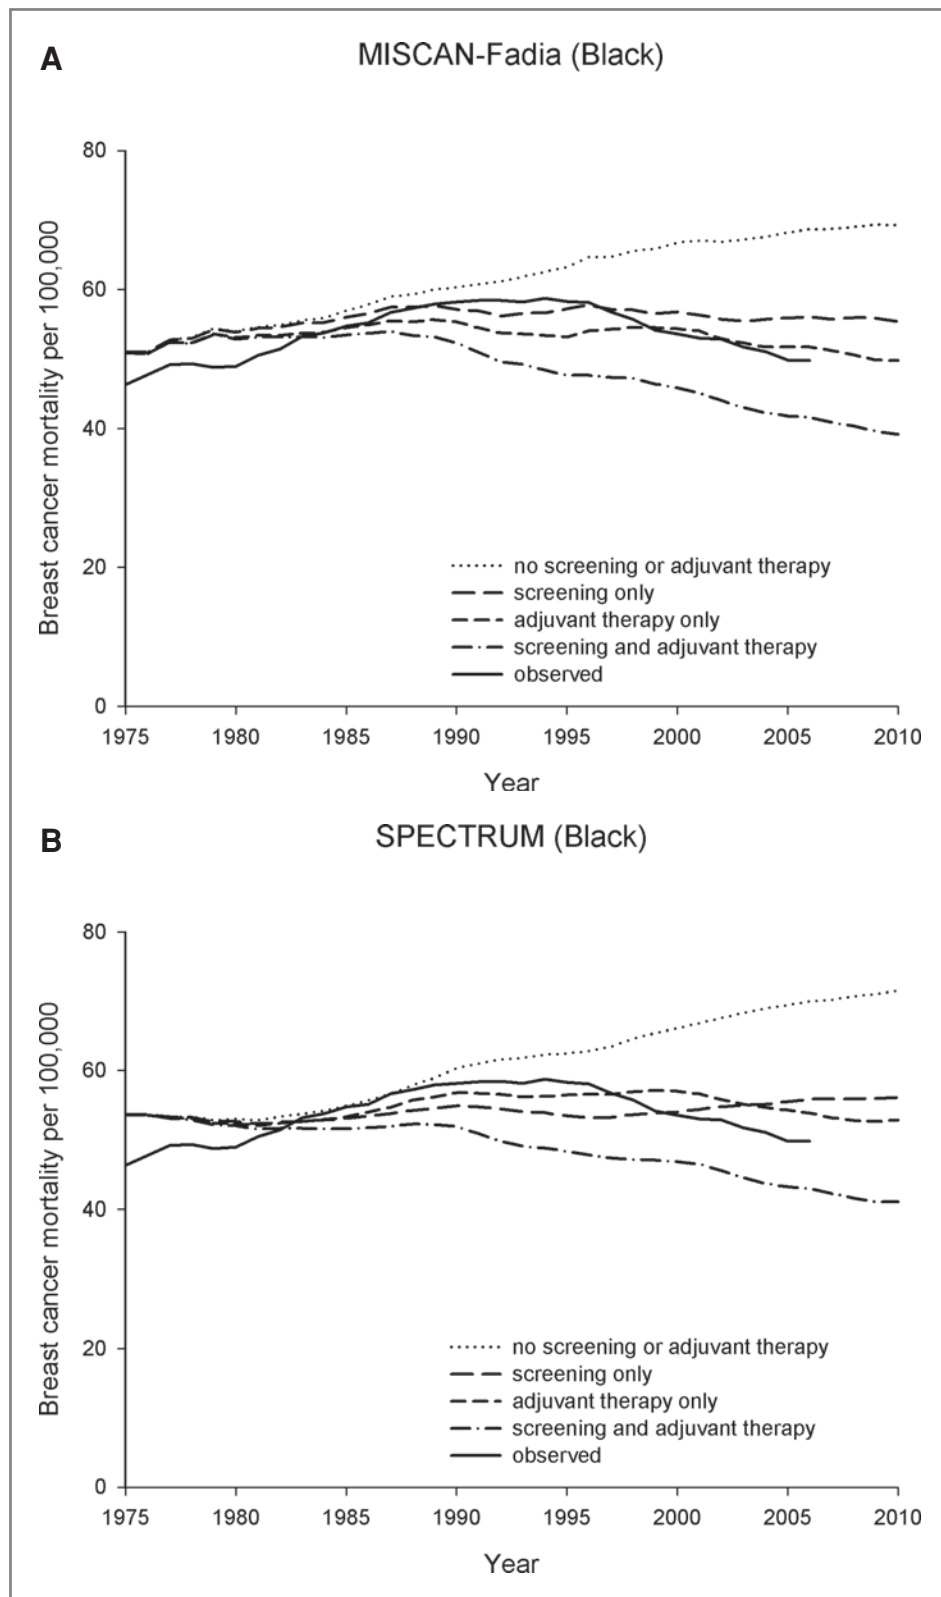 A
MISCAN-Fadia (Black)
Breast cancer mortality per 100,000
80
60
40
20
0
no screening or adjuvant therapy
screening only
adjuvant therapy only
screening and adjuvant therapy
observed
1975 1980 1985 1990 1995 2000 2005 2010
Year
B
SPECTRUM (Black)
Breast cancer mortality per 100,000
80
60
40
20
0
no screening or adjuvant therapy
screening only
adjuvant therapy only
screening and adjuvant therapy
observed
1975 1980 1985 1990 1995 2000 2005 2010
Year